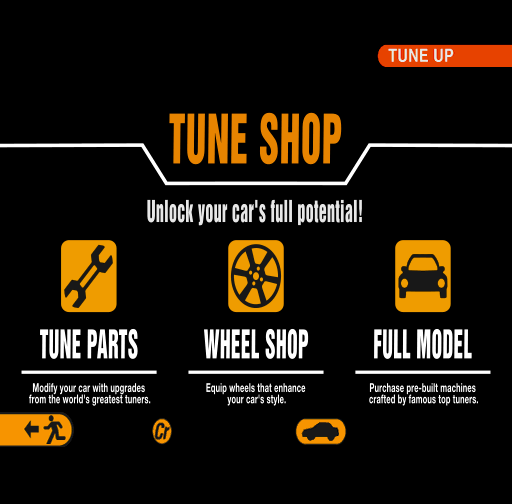 TUNE UP
TUNE SHOP
Unlock your car's full potential!
TUNE PARTS
Modify your car with upgrades
from the world's greatest tuners.
WHEEL SHOP
Equip wheels that enhance
your car's style.
FULL MODEL
Purchase pre-built machines
crafted by famous top tuners.
Cr